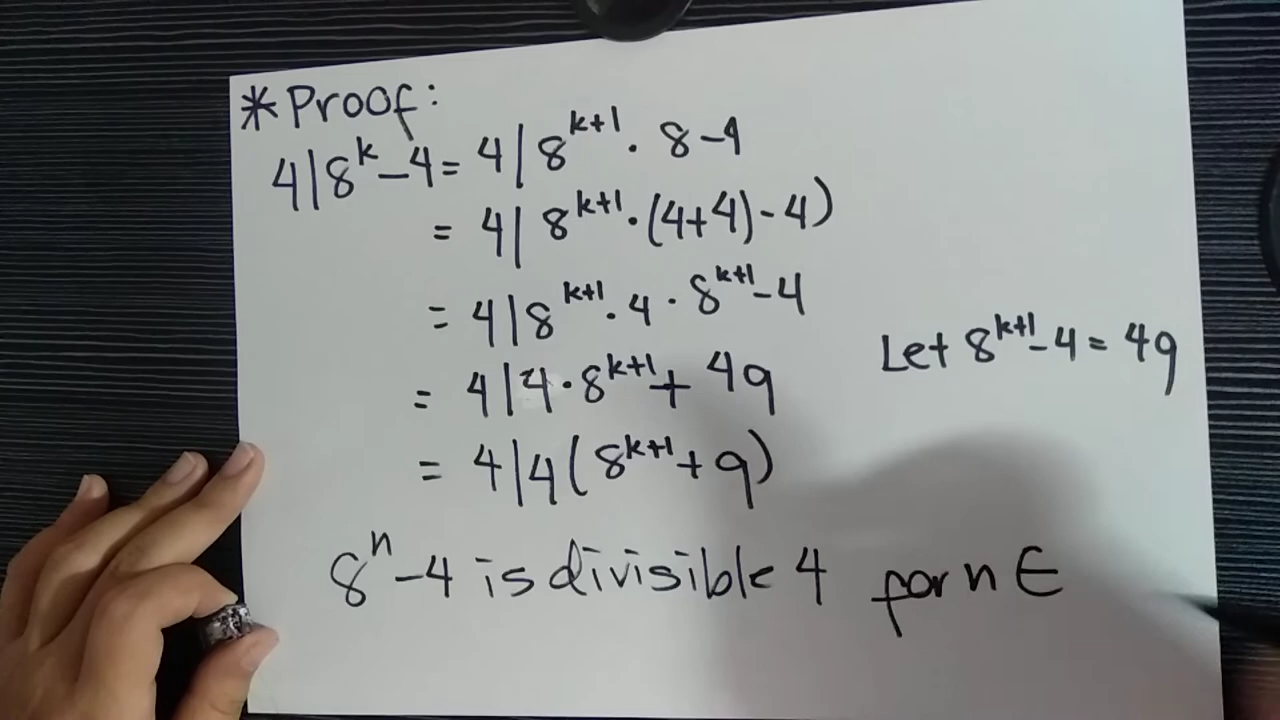 * Proof:
4|8^k - 4 = 4|8^{k+1} · 8 - 4
= 4|8^{k+1} · (4+4) - 4)
= 4|8^{k+1} · 4 · 8^{k+1} - 4
Let 8^{k+1} - 4 = 4q
= 4|4 · 8^{k+1} + 4q
= 4|4(8^{k+1} + q)
8^n - 4 is divisible 4 for n ∈